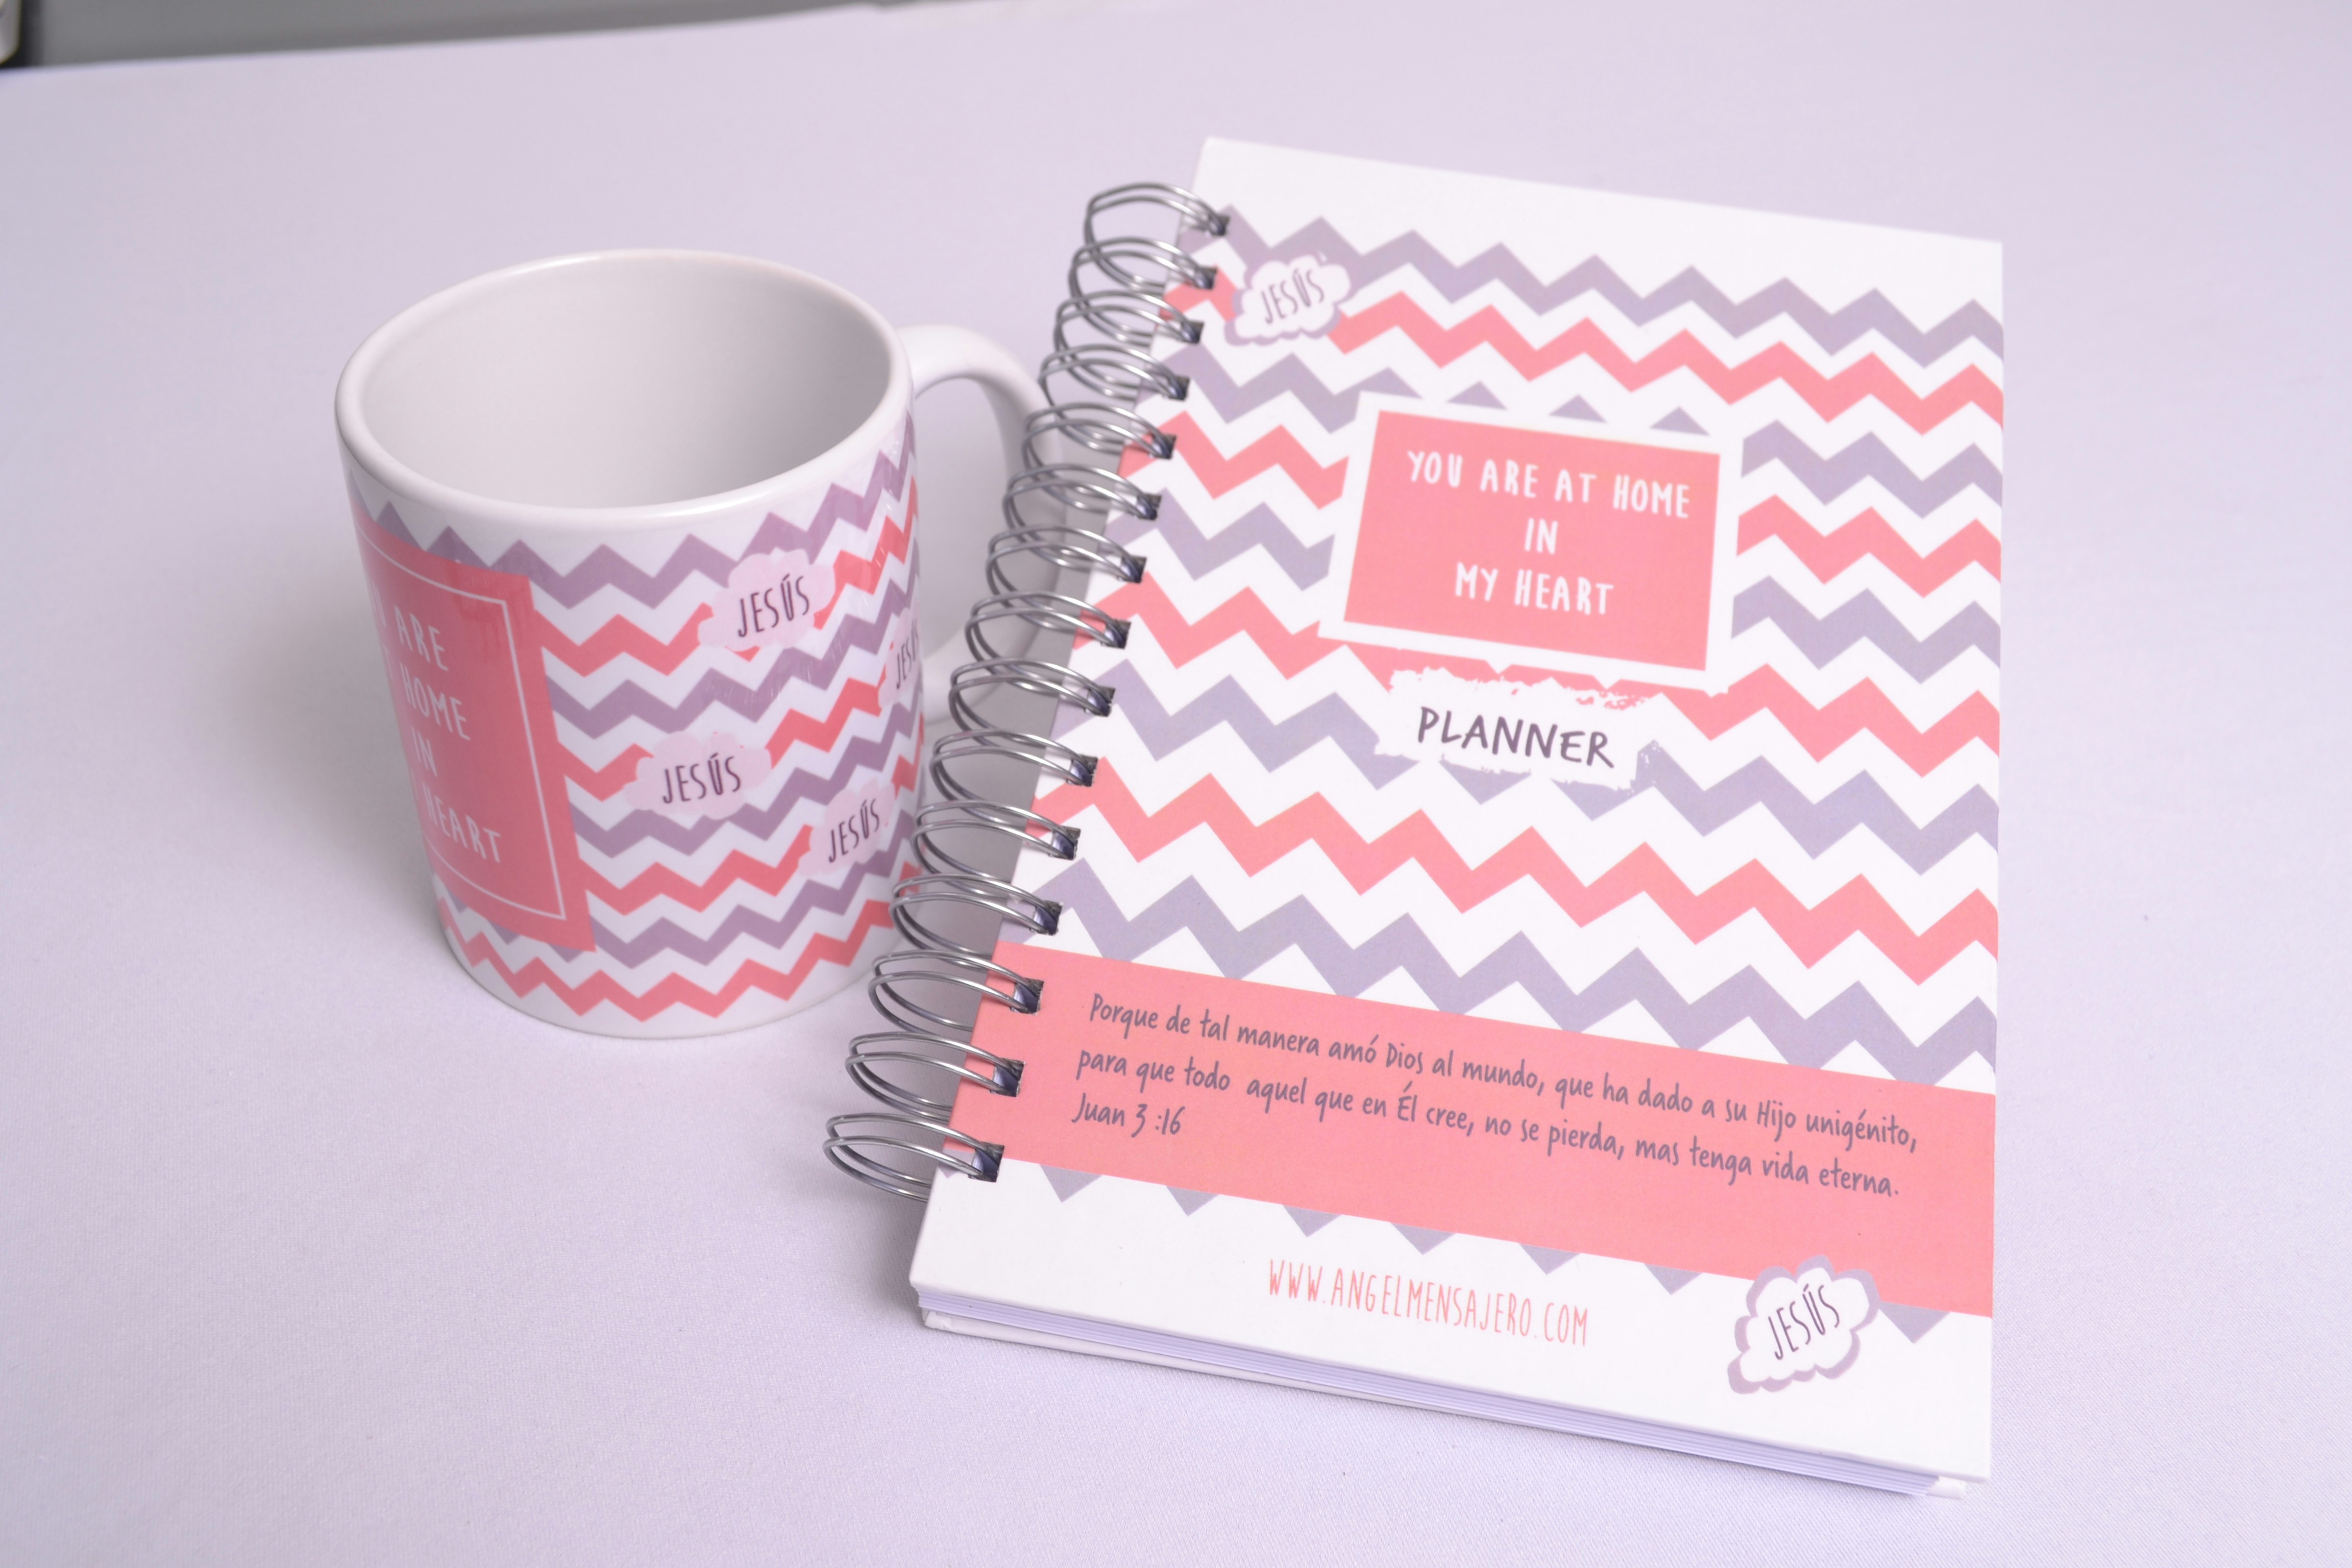 ARE
HOME
IN
HEART
JESÚS
JESÚS
JESÚS
JESÚS
YOU ARE AT HOME
IN
MY HEART
PLANNER
Porque de tal manera amó Dios al mundo, que ha dado a su Hijo unigénito,
para que todo aquel que en Él cree, no se pierda, mas tenga vida eterna.
Juan 3 :16
WWW.ANGELMENSAJERO.COM
JESÚS